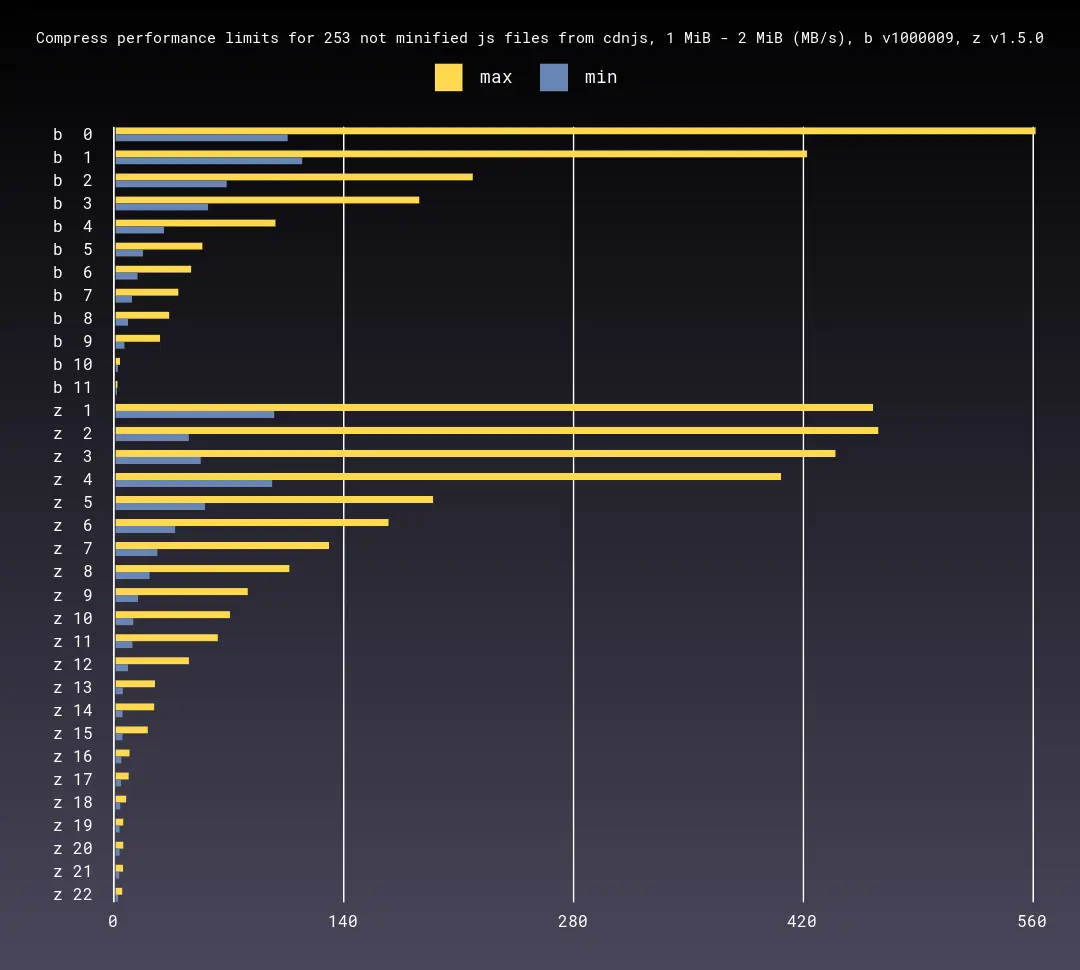 Compress performance limits for 253 not minified js files from cdnjs, 1 MiB - 2 MiB (MB/s), b v1000009, z v1.5.0
max min
b 0
b 1
b 2
b 3
b 4
b 5
b 6
b 7
b 8
b 9
b 10
b 11
z 1
z 2
z 3
z 4
z 5
z 6
z 7
z 8
z 9
z 10
z 11
z 12
z 13
z 14
z 15
z 16
z 17
z 18
z 19
z 20
z 21
z 22
0 140 280 420 560